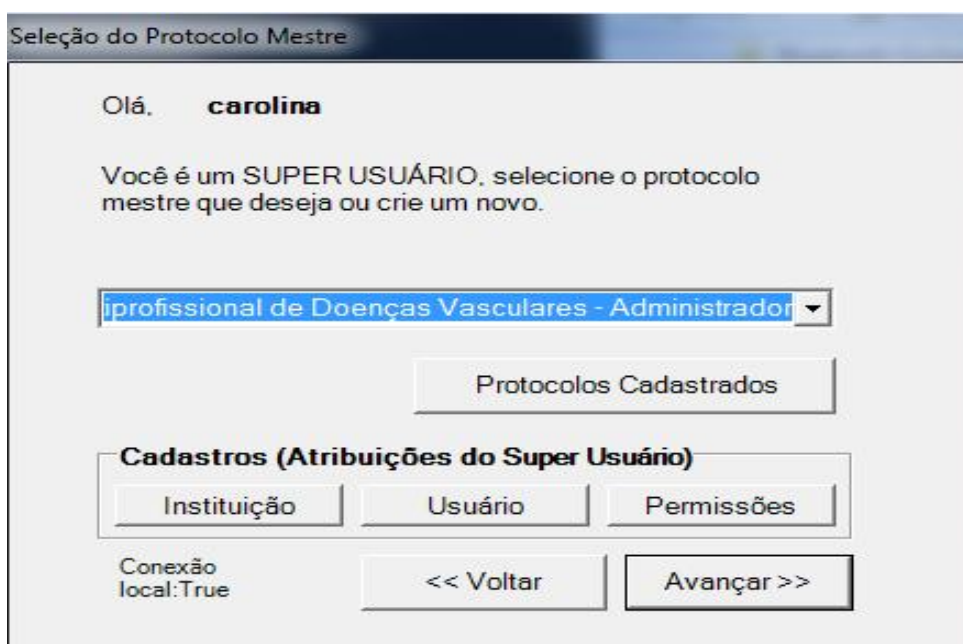 Seleção do Protocolo Mestre
Olá, carolina
Você é um SUPER USUÁRIO, selecione o protocolo
mestre que deseja ou crie um novo.
iprofissional de Doenças Vasculares - Administrador
Protocolos Cadastrados
Cadastros (Atribuições do Super Usuário)
Instituição Usuário Permissões
Conexão
local:True
<< Voltar Avançar >>